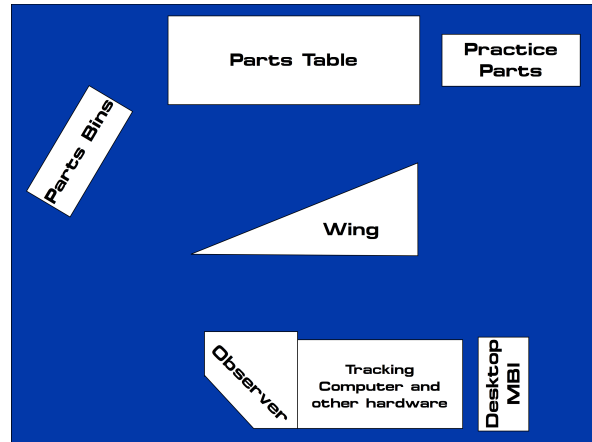 Parts Table
Practice
Parts
Parts Bins
Wing
Observer
Tracking
Computer and
other hardware
Desktop
MBI